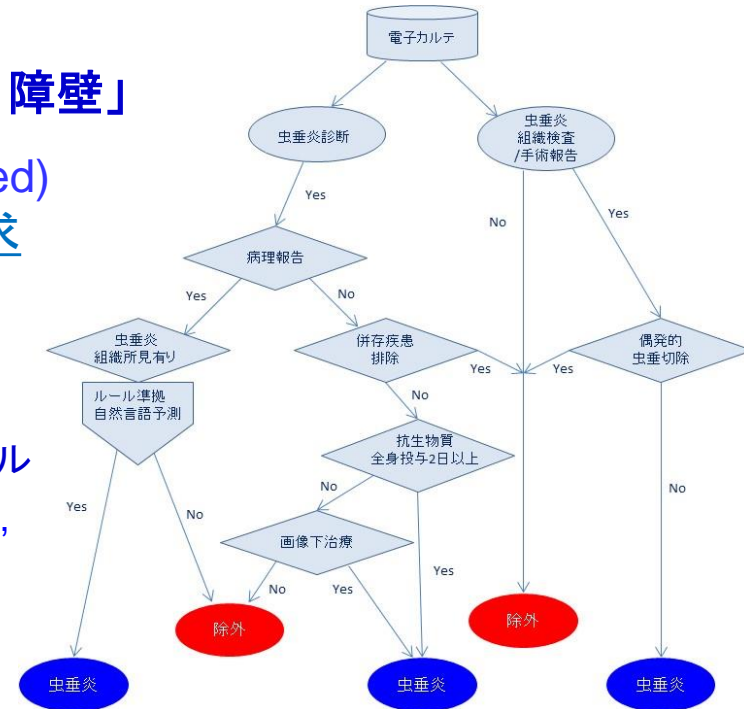 電子カルテ
障壁」
虫垂炎診断
虫垂炎
組織検査
/手術報告
ed)
Yes
No
Yes
求
病理報告
Yes
No
虫垂炎
組織所見有り
併存疾患
排除
Yes
Yes
偶発的
虫垂切除
ルール準拠
自然言語予測
No
抗生物質
全身投与2日以上
ル
Yes
No
No
No
,
画像下治療
No
Yes
Yes
除外
除外
虫垂炎
虫垂炎
虫垂炎